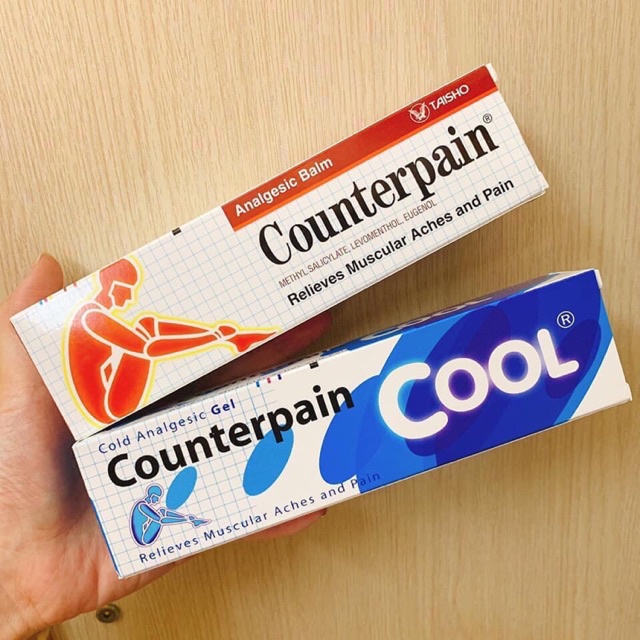 TAISHO
Analgesic Balm
Counterpain®
METHYL SALICYLATE, LEVOMENTHOL, EUGENOL
Relieves Muscular Aches and Pain
Cold Analgesic Gel
Counterpain COOL®
Relieves Muscular Aches and Pain